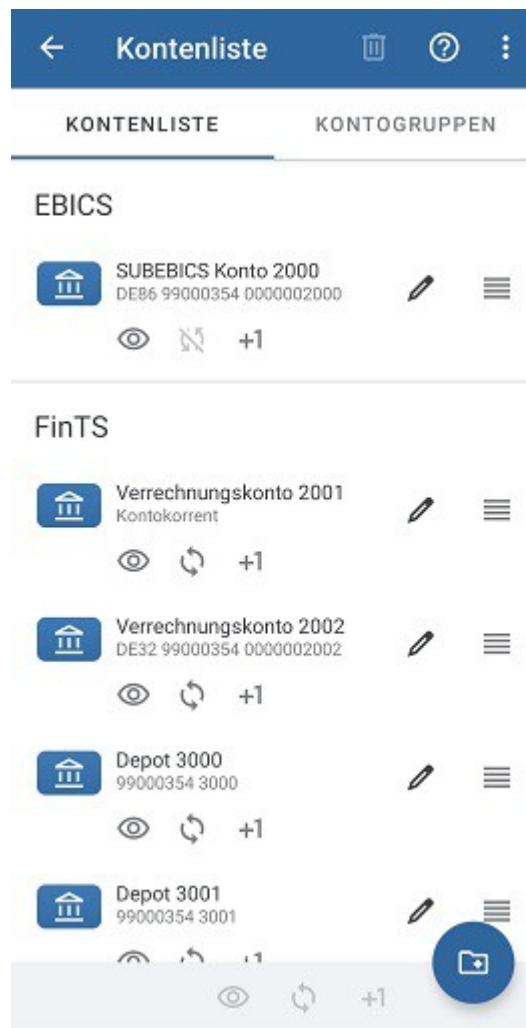 Kontenliste
KONTENLISTE KONTOGRUPPEN
EBICS
SUBEBICS Konto 2000
DE86 99000354 0000002000
+1
FinTS
Verrechnungskonto 2001
Kontokorrent
+1
Verrechnungskonto 2002
DE32 99000354 0000002002
+1
Depot 3000
99000354 3000
+1
Depot 3001
99000354 3001
+1
+1